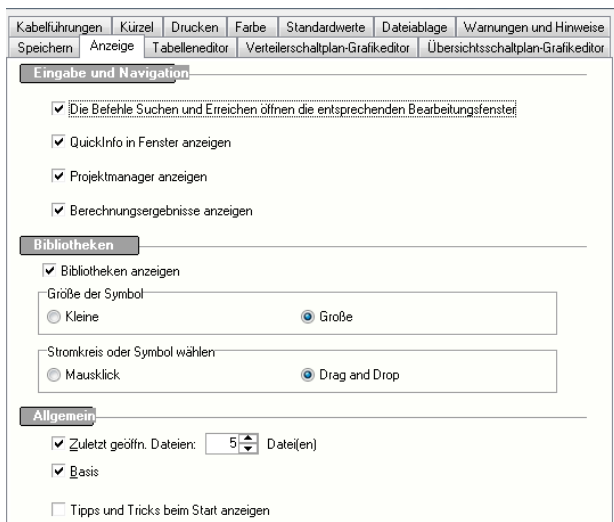 Kabelführungen Kürzel Drucken Farbe Standardwerte Dateiablage Warnungen und Hinweise
Speichern Anzeige Tabelleneditor Verteilerschaltplan-Grafikeditor Übersichtsschaltplan-Grafikeditor
Eingabe und Navigation
Die Befehle Suchen und Erreichen öffnen die entsprechenden Bearbeitungsfenster
QuickInfo in Fenster anzeigen
Projektmanager anzeigen
Berechnungsergebnisse anzeigen
Bibliotheken
Bibliotheken anzeigen
Größe der Symbol
Kleine Große
Stromkreis oder Symbol wählen
Mausklick Drag and Drop
Allgemein
Zuletzt geöffn. Dateien: 5 Datei(en)
Basis
Tipps und Tricks beim Start anzeigen